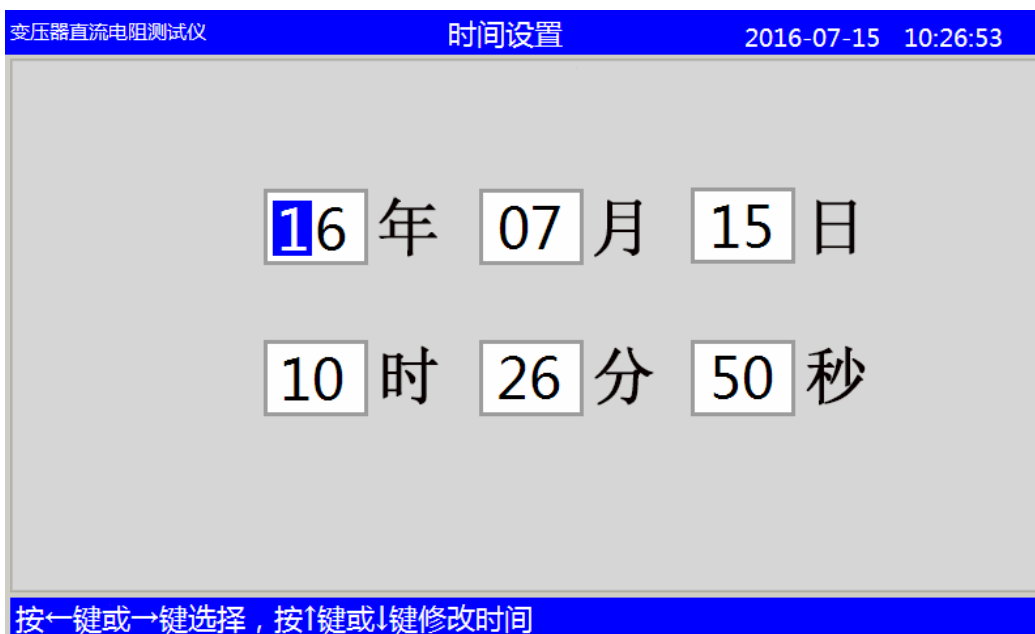 变压器直流电阻测试仪 时间设置 2016-07-15 10:26:53
16 年 07 月 15 日
10 时 26 分 50 秒
按←键或→键选择，按↑键或↓键修改时间